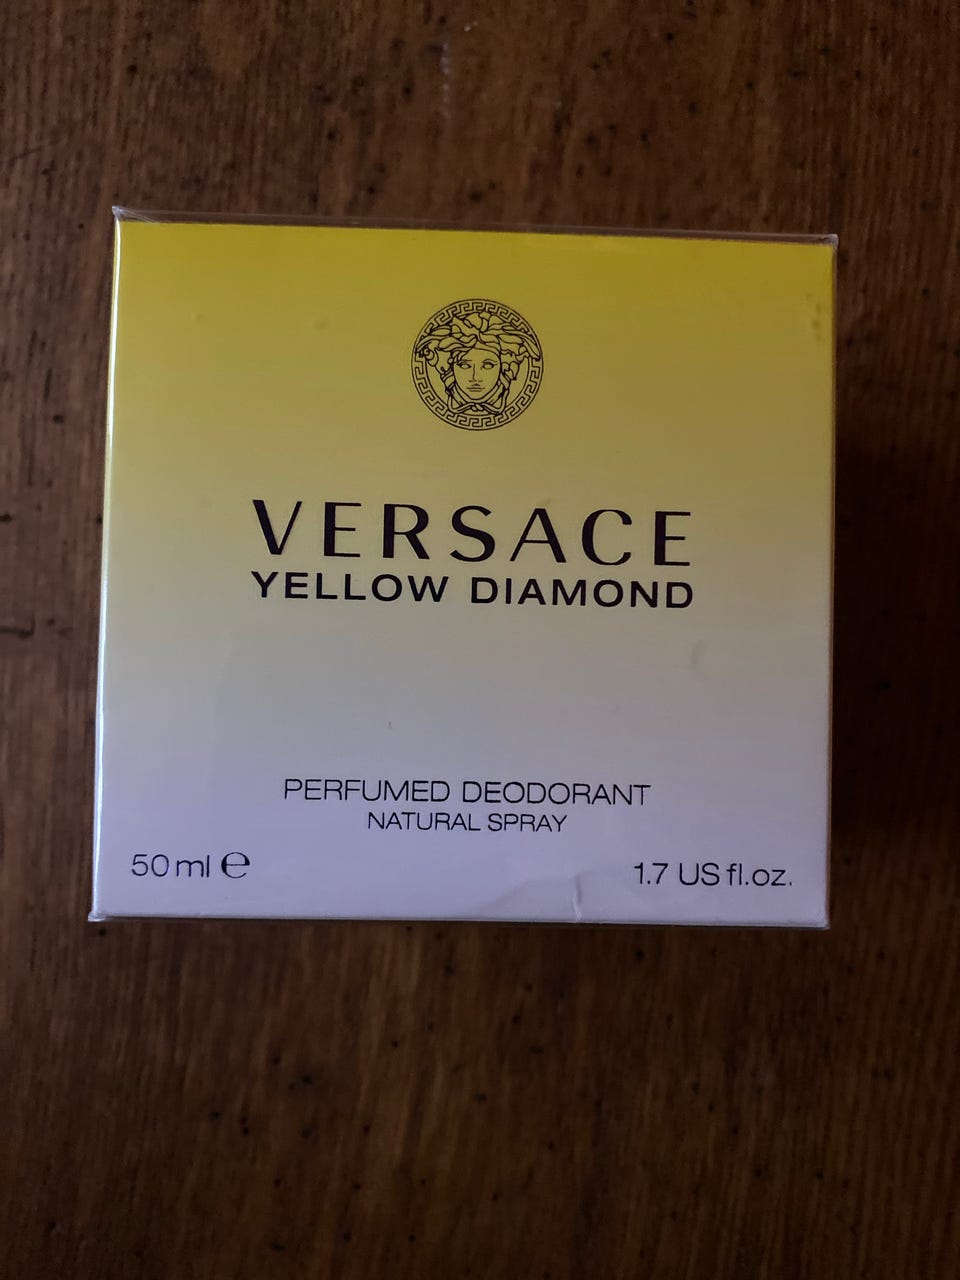 VERSACE
YELLOW DIAMOND
PERFUMED DEODORANT
NATURAL SPRAY
50 ml ℮
1.7 US fl.oz.